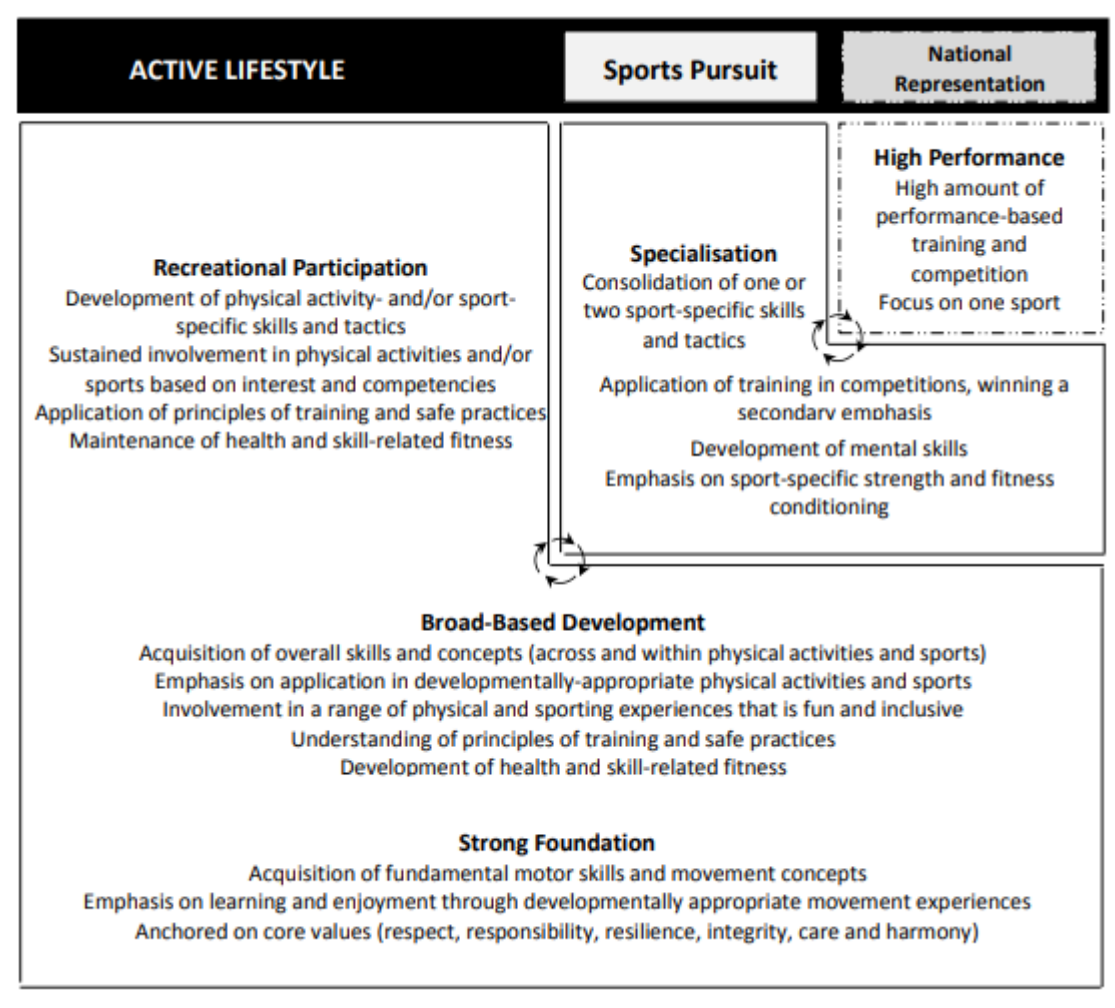 ACTIVE LIFESTYLE
Sports Pursuit
National
Representation
High Performance
High amount of
performance-based
training and
competition
Focus on one sport
Specialisation
Consolidation of one or
two sport-specific skills
and tactics
Application of training in competitions, winning a
secondary emphasis
Development of mental skills
Emphasis on sport-specific strength and fitness
conditioning
Recreational Participation
Development of physical activity- and/or sport-
specific skills and tactics
Sustained involvement in physical activities and/or
sports based on interest and competencies
Application of principles of training and safe practices
Maintenance of health and skill-related fitness
Broad-Based Development
Acquisition of overall skills and concepts (across and within physical activities and sports)
Emphasis on application in developmentally-appropriate physical activities and sports
Involvement in a range of physical and sporting experiences that is fun and inclusive
Understanding of principles of training and safe practices
Development of health and skill-related fitness
Strong Foundation
Acquisition of fundamental motor skills and movement concepts
Emphasis on learning and enjoyment through developmentally appropriate movement experiences
Anchored on core values (respect, responsibility, resilience, integrity, care and harmony)